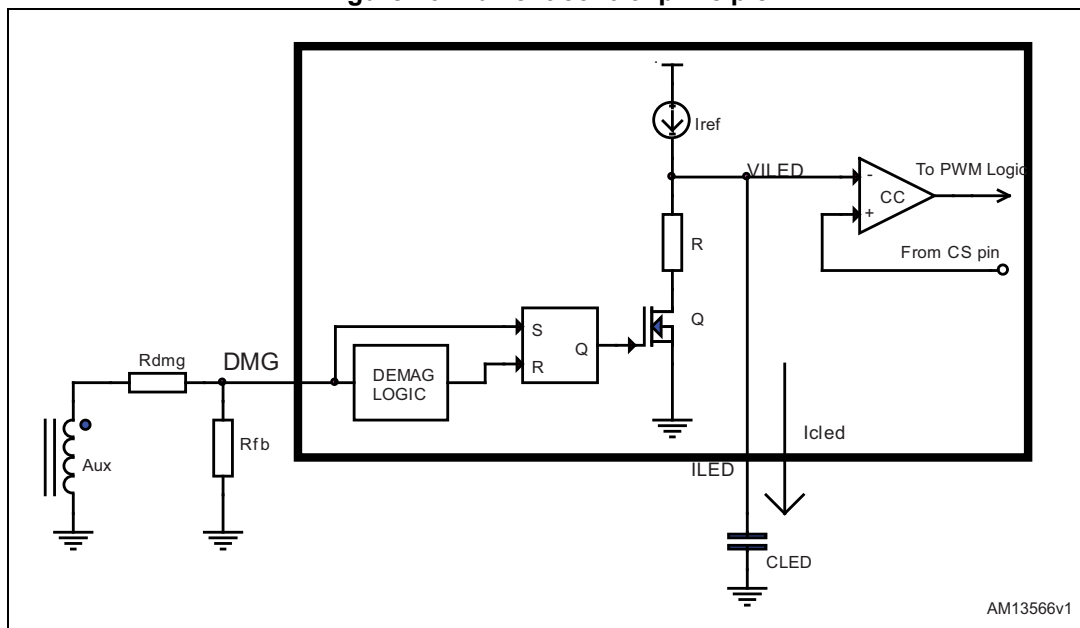 Iref
VILED
To PWM Logic
-
CC
+
From CS pin
R
Q
S
Q
R
Rdmg
DMG
DEMAG
LOGIC
Rfb
Aux
Icled
ILED
CLED
AM13566v1